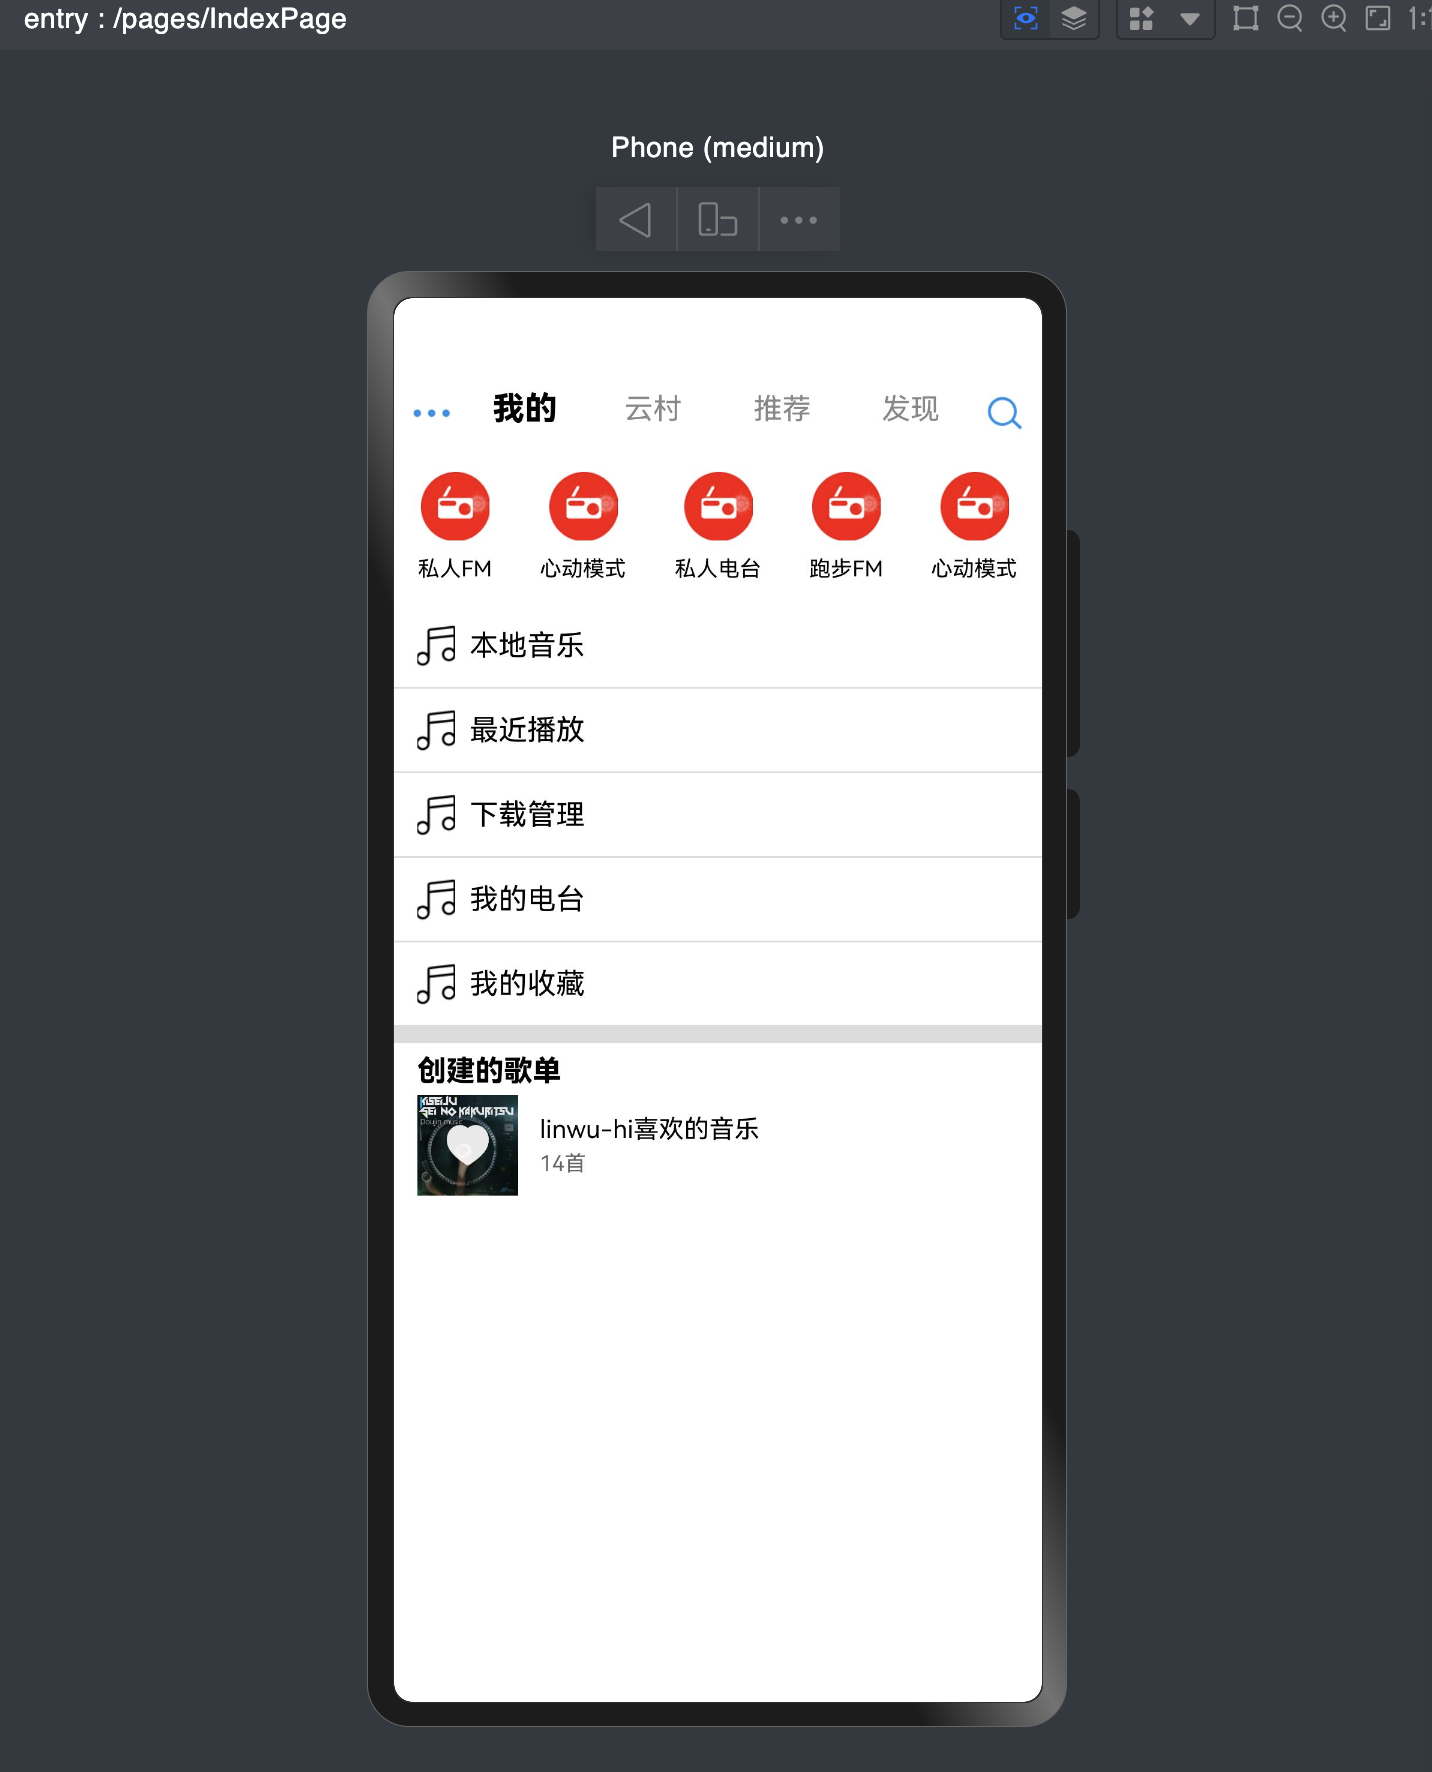 entry : /pages/IndexPage
Phone (medium)
我的 云村 推荐 发现
私人FM 心动模式 私人电台 跑步FM 心动模式
本地音乐
最近播放
下载管理
我的电台
我的收藏
创建的歌单
KISEIJU
SEI NO KAKURITSU
Doujin music
linwu-hi喜欢的音乐
14首